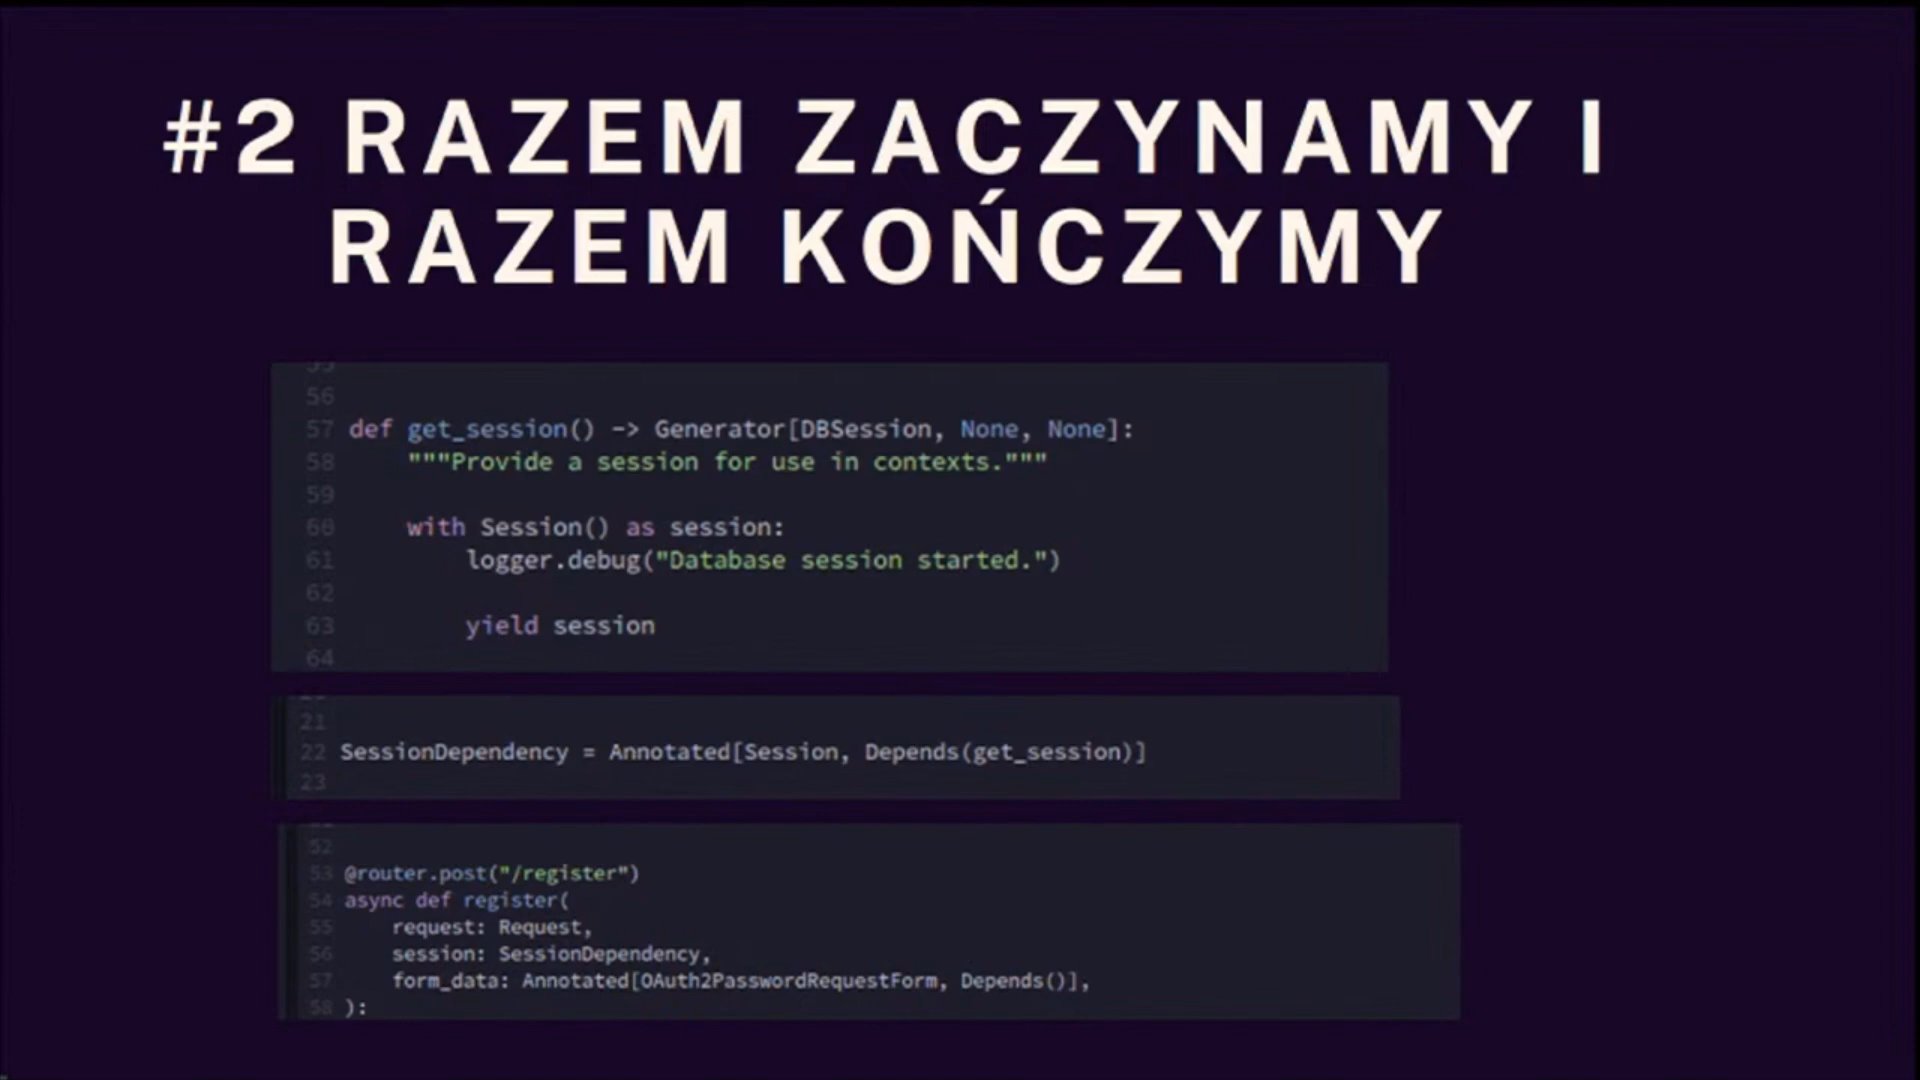 #2 RAZEM ZACZYNAMY I
RAZEM KOŃCZYMY
56
57 def get_session() -> Generator[DBSession, None, None]:
58 """Provide a session for use in contexts."""
59
60 with Session() as session:
61 logger.debug("Database session started.")
62
63 yield session
64
21
22 SessionDependency = Annotated[Session, Depends(get_session)]
23
52
53 @router.post("/register")
54 async def register(
55 request: Request,
56 session: SessionDependency,
57 form_data: Annotated[OAuth2PasswordRequestForm, Depends()],
58 ):